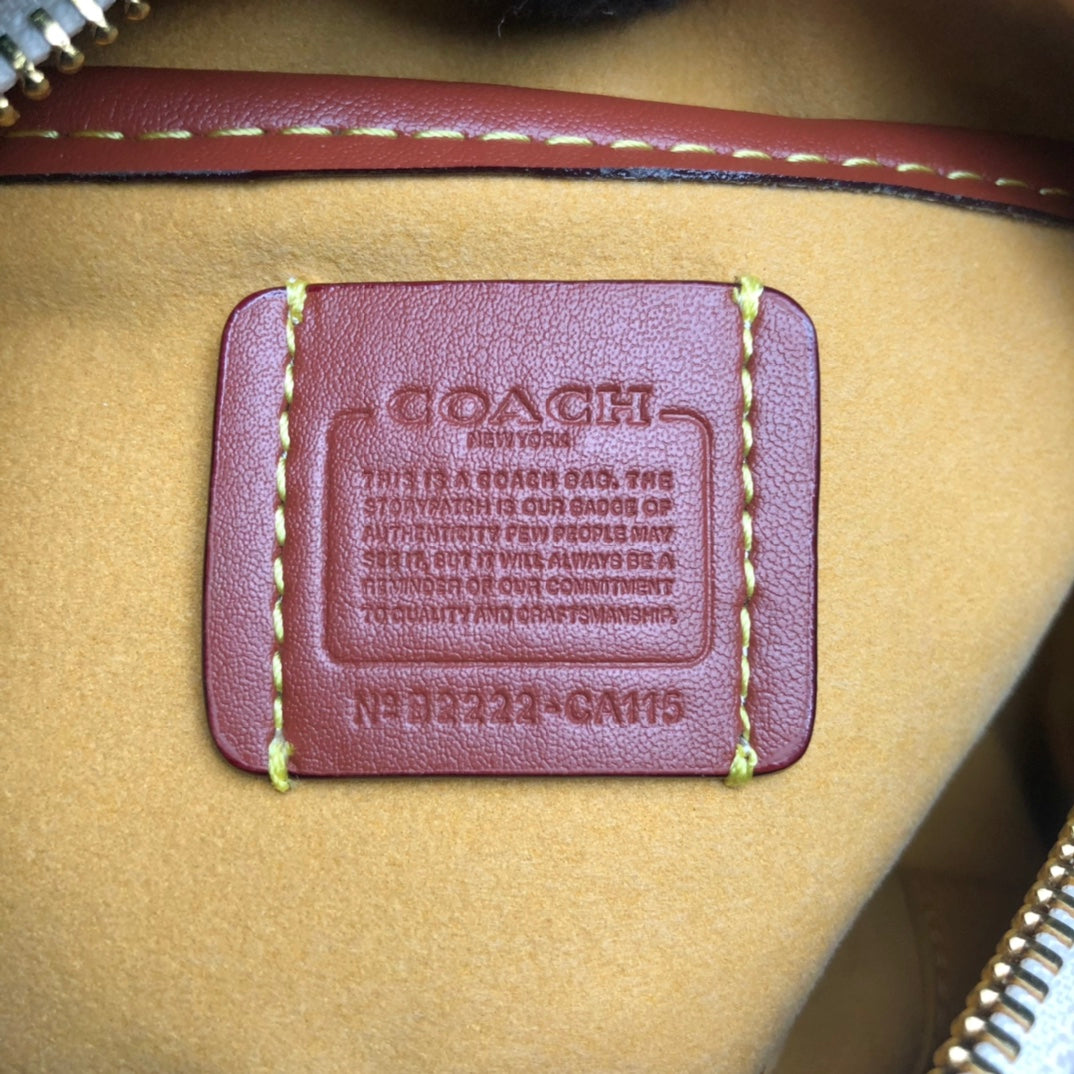 COACH
NEW YORK
THIS IS A COACH BAG. THE
STORYPATCH IS OUR BADGE OF
AUTHENTICITY FEW PEOPLE MAY
SEE IT, BUT IT WILL ALWAYS BE A
REMINDER OF OUR COMMITMENT
TO QUALITY AND CRAFTSMANSHIP.
Nº B2222-CA115